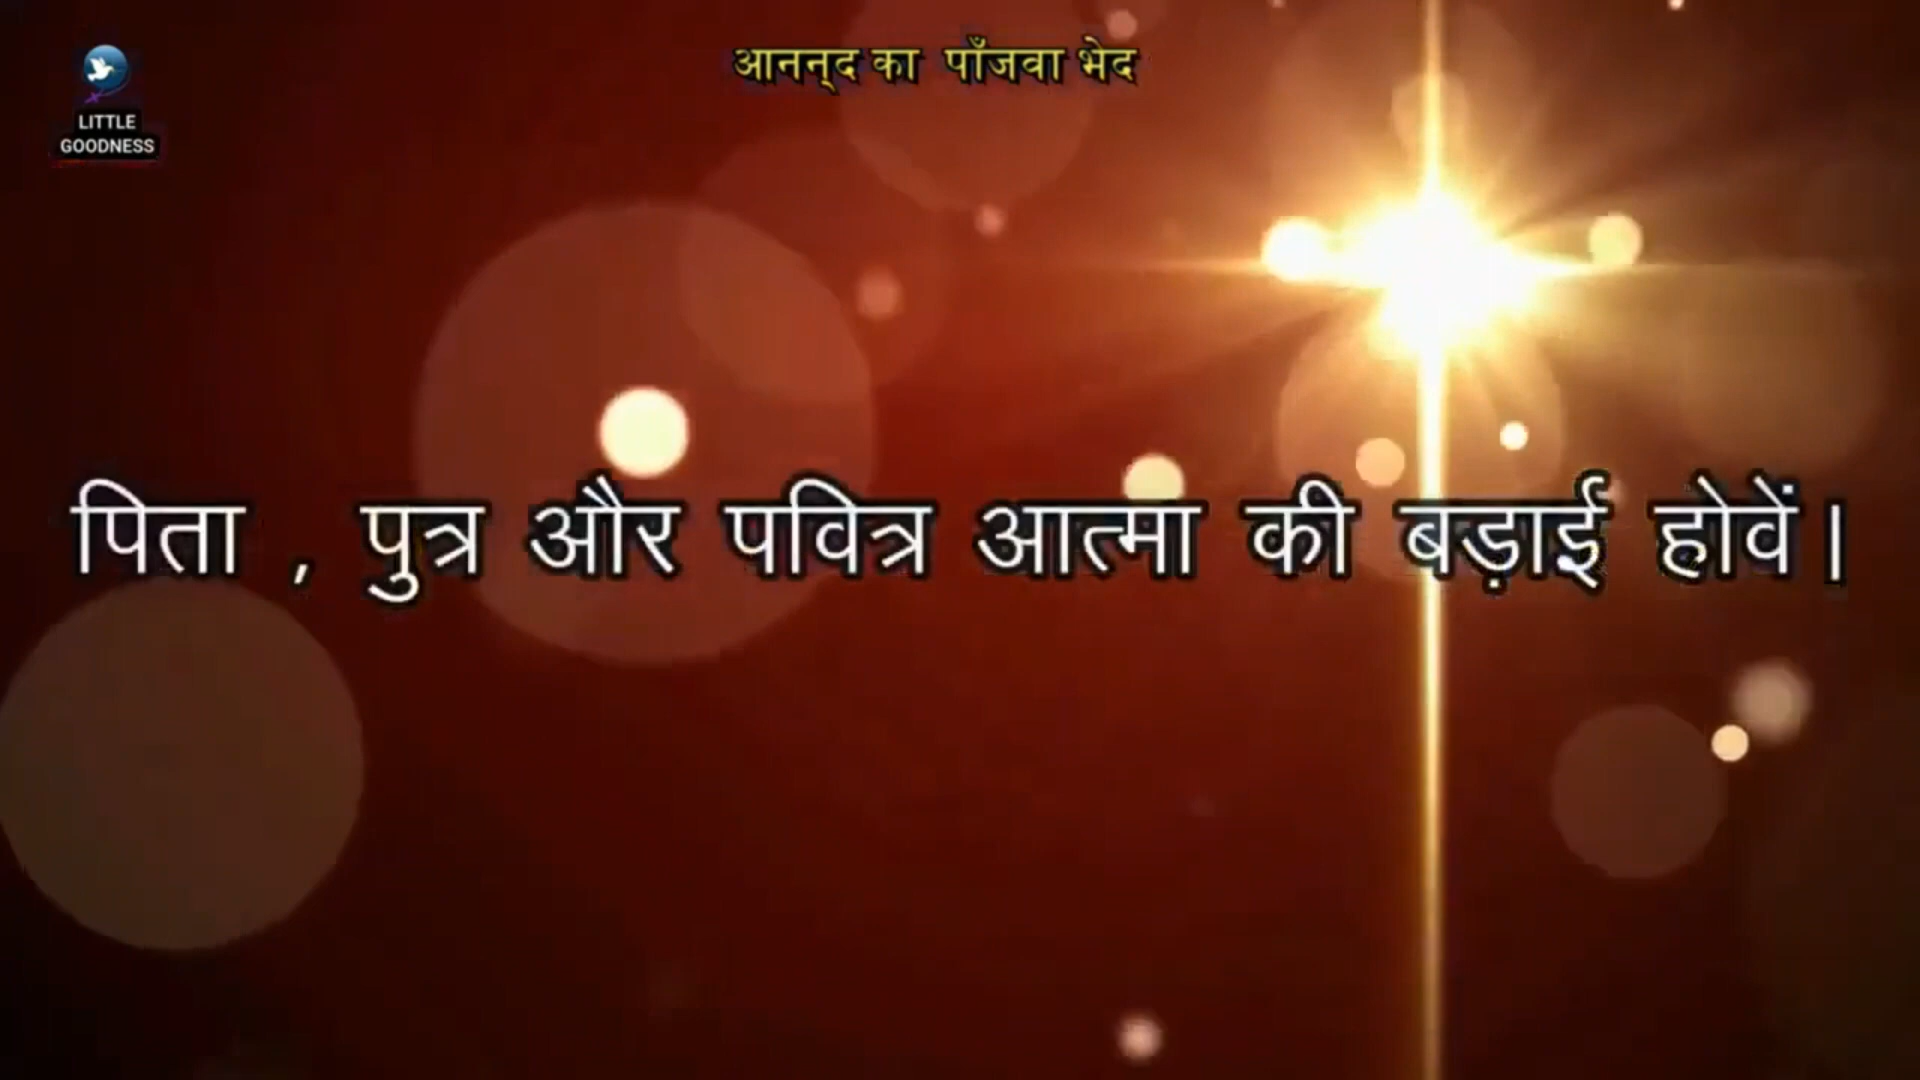 आनन्‌द का पाँजवा भेद
LITTLE
GOODNESS
पिता , पुत्र और पवित्र आत्मा की बड़ाई होवें।